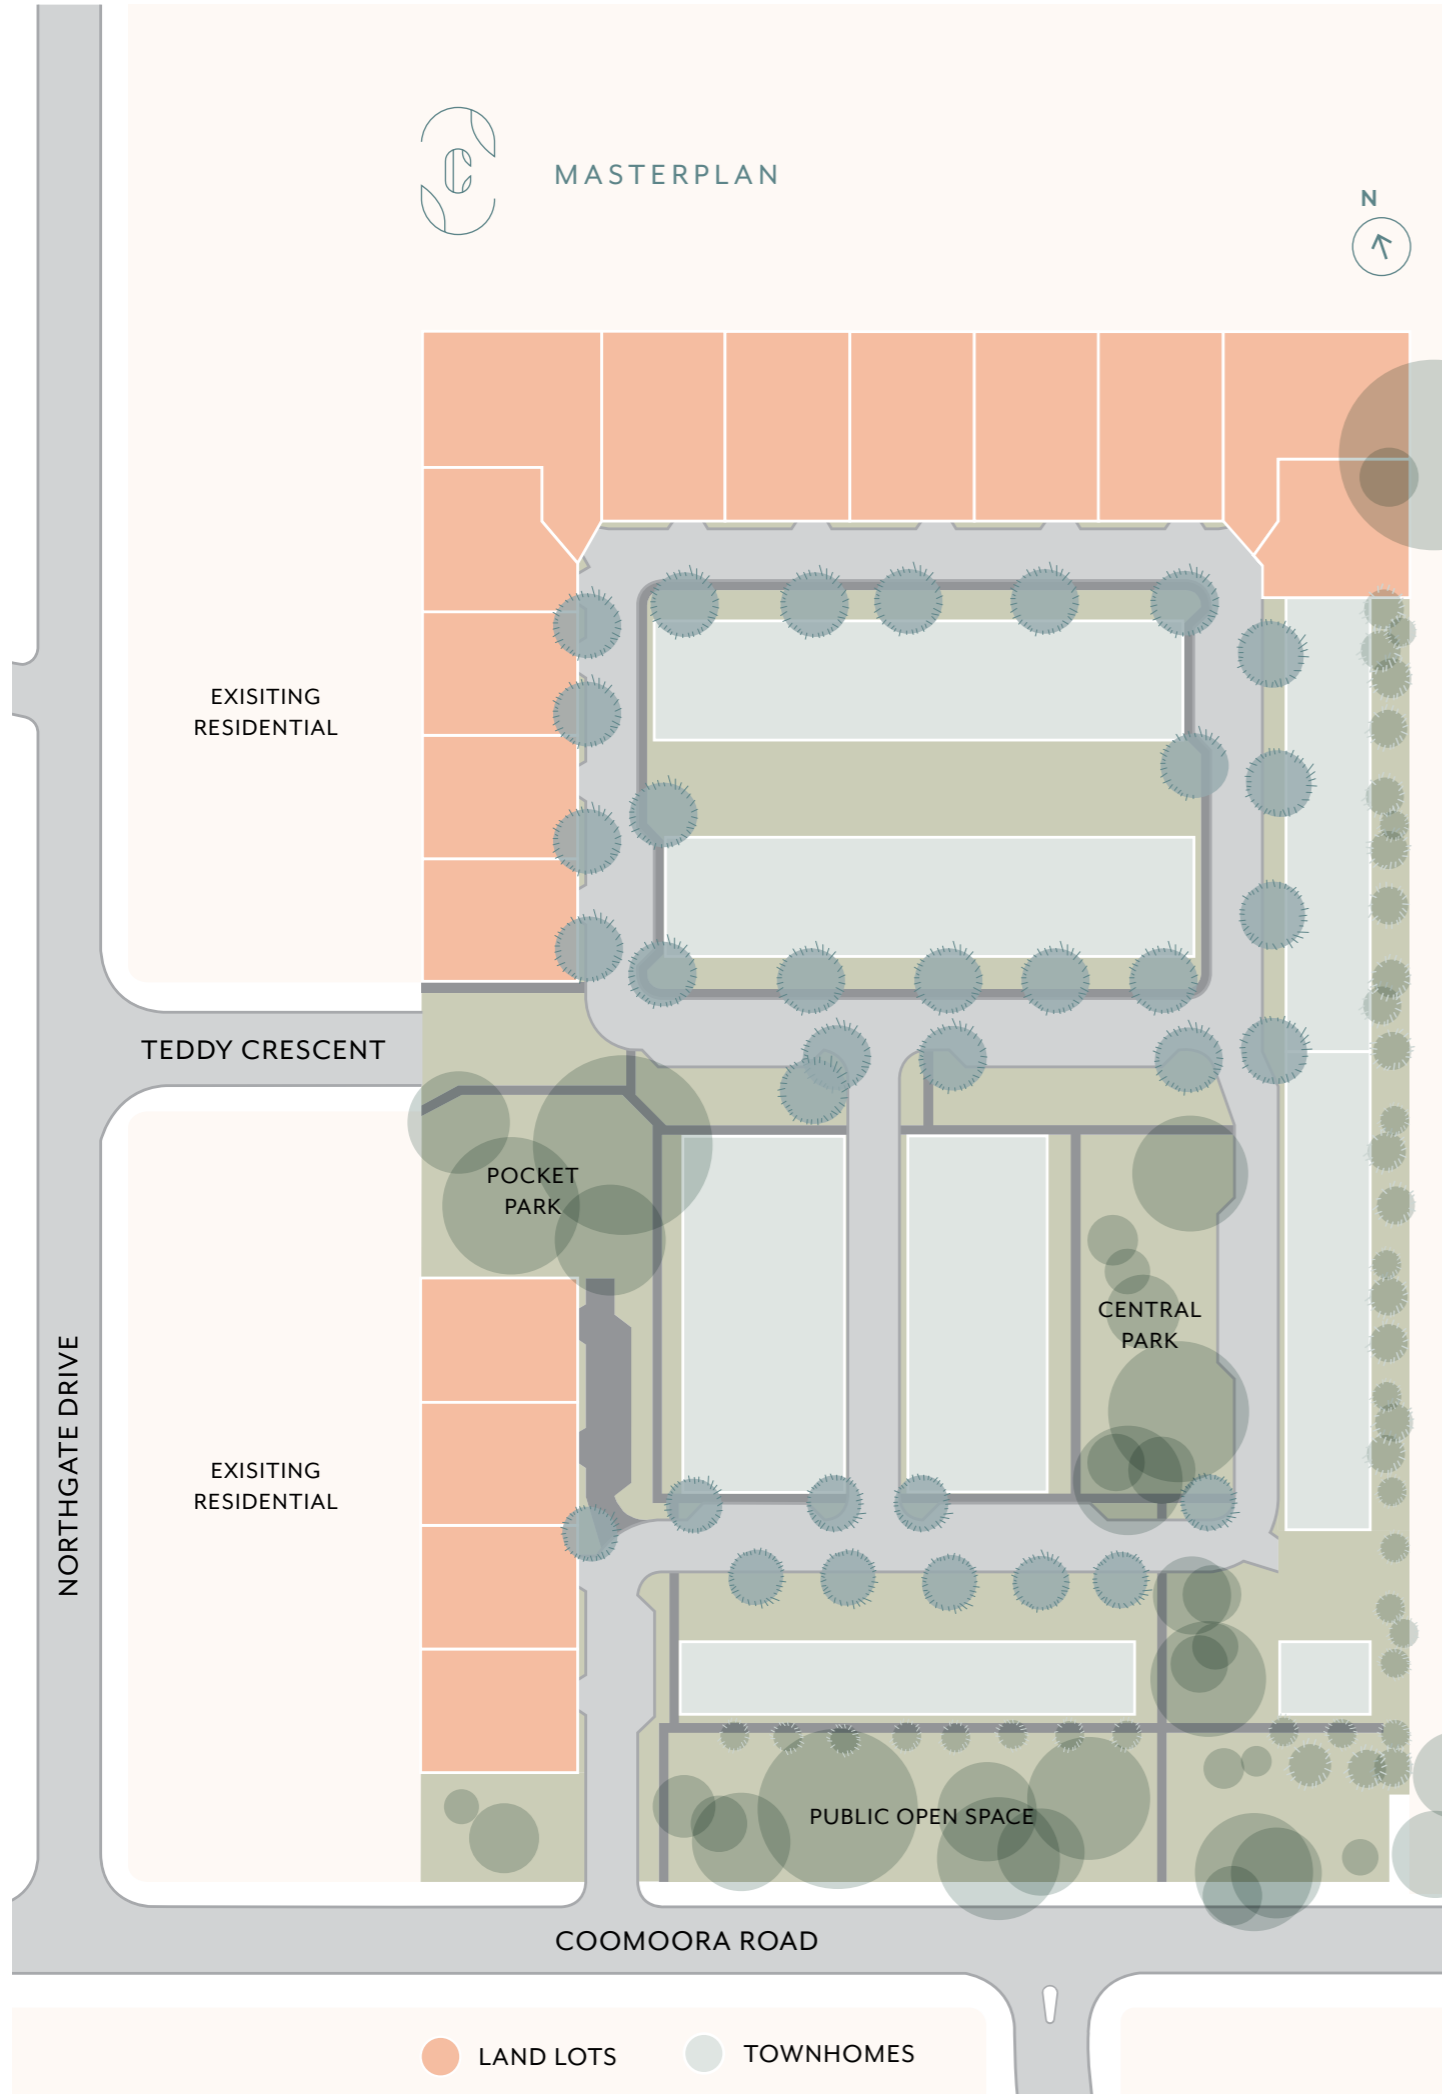 MASTERPLAN
N
EXISITING
RESIDENTIAL
TEDDY CRESCENT
POCKET
PARK
CENTRAL
PARK
NORTHGATE DRIVE
EXISITING
RESIDENTIAL
PUBLIC OPEN SPACE
COOMOORA ROAD
LAND LOTS
TOWNHOMES